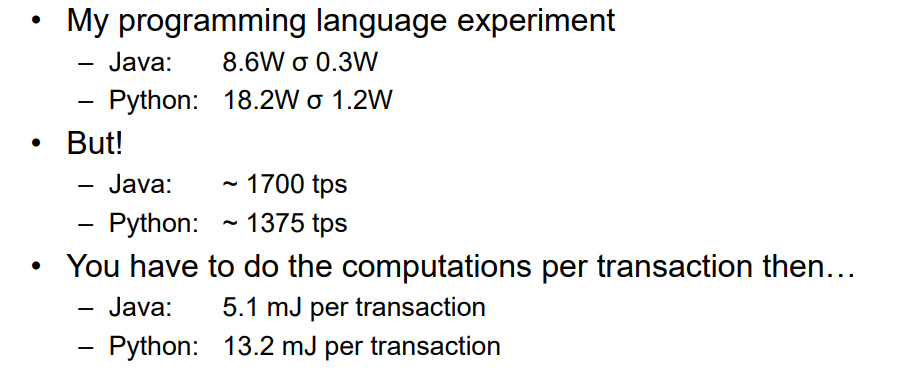 • My programming language experiment
– Java: 8.6W σ 0.3W
– Python: 18.2W σ 1.2W
• But!
– Java: ~ 1700 tps
– Python: ~ 1375 tps
• You have to do the computations per transaction then…
– Java: 5.1 mJ per transaction
– Python: 13.2 mJ per transaction